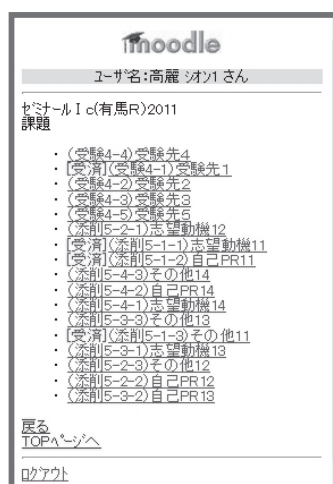 moodle
ﾕｰｻﾞ名:高麗 ｼｵﾝ1 さん
ｾﾞﾐﾅｰﾙⅠc(有馬R)2011
課題
・(受験4-4)受験先4
・[受済](受験4-1)受験先1
・(受験4-2)受験先2
・(受験4-3)受験先3
・(受験4-5)受験先5
・(添削5-2-1)志望動機12
・[受済](添削5-1-1)志望動機11
・[受済](添削5-1-2)自己PR11
・(添削5-4-3)その他14
・(添削5-4-2)自己PR14
・(添削5-4-1)志望動機14
・(添削5-3-3)その他13
・[受済](添削5-1-3)その他11
・(添削5-3-1)志望動機13
・(添削5-2-3)その他12
・(添削5-2-2)自己PR12
・(添削5-3-2)自己PR13
戻る
TOPﾍﾟｰｼﾞへ
ﾛｸﾞｱｳﾄ